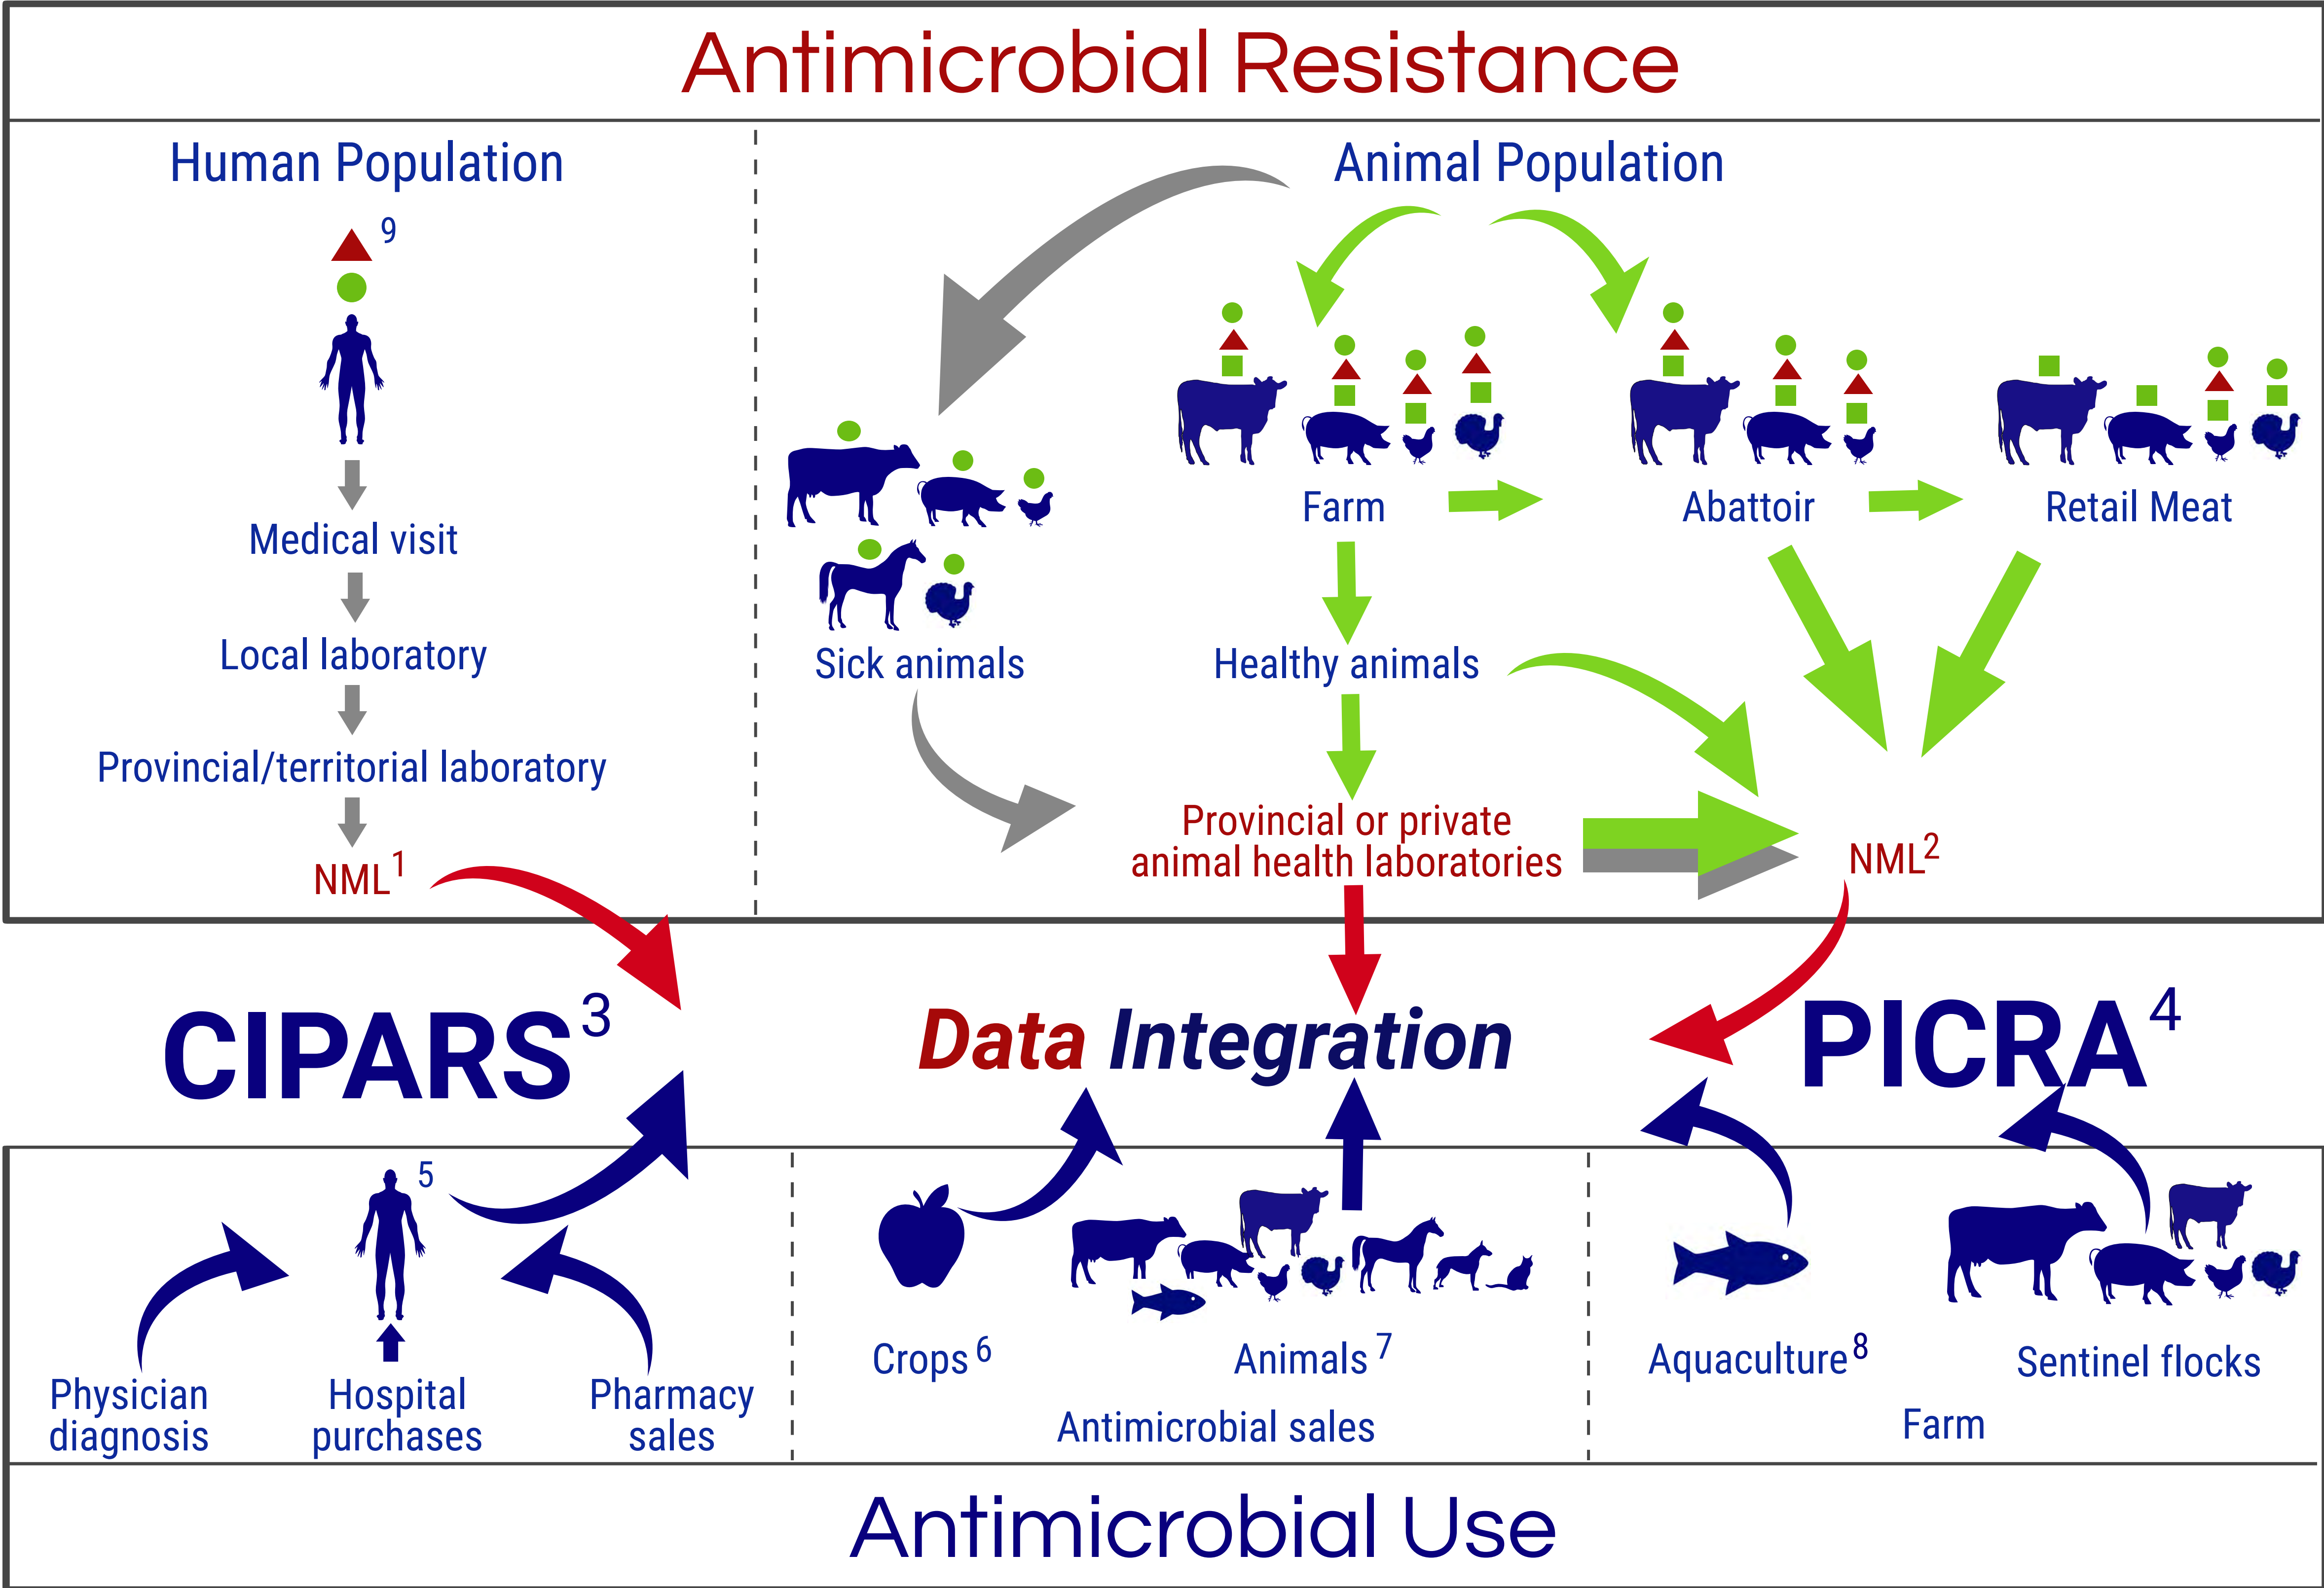 Antimicrobial Resistance
Human Population
9
Medical visit
Local laboratory
Provincial/territorial laboratory
NML1
Animal Population
Sick animals
Farm
Abattoir
Retail Meat
Healthy animals
Provincial or private
animal health laboratories
NML2
CIPARS3
Data Integration
PICRA4
5
Physician
diagnosis
Hospital
purchases
Pharmacy
sales
Crops6
Animals7
Antimicrobial sales
Aquaculture8
Sentinel flocks
Farm
Antimicrobial Use